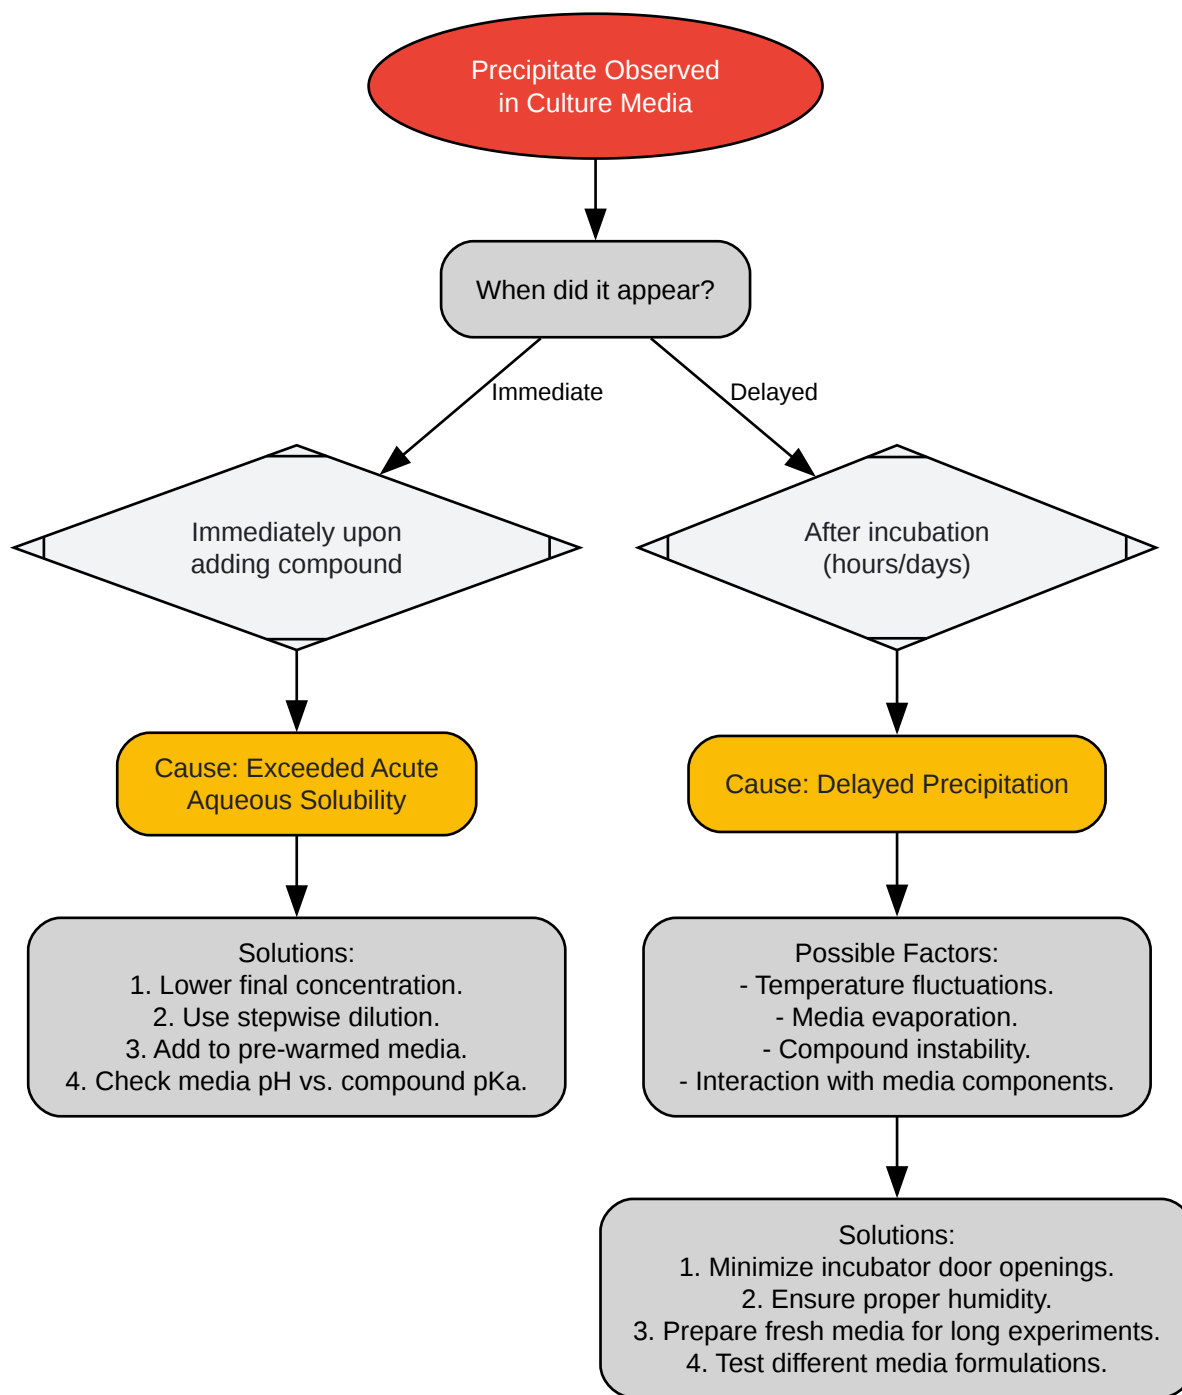 Precipitate Observed
in Culture Media
When did it appear?
Immediate
Delayed
Immediately upon
adding compound
After incubation
(hours/days)
Cause: Exceeded Acute
Aqueous Solubility
Cause: Delayed Precipitation
Solutions:
1. Lower final concentration.
2. Use stepwise dilution.
3. Add to pre-warmed media.
4. Check media pH vs. compound pKa.
Possible Factors:
- Temperature fluctuations.
- Media evaporation.
- Compound instability.
- Interaction with media components.
Solutions:
1. Minimize incubator door openings.
2. Ensure proper humidity.
3. Prepare fresh media for long experiments.
4. Test different media formulations.